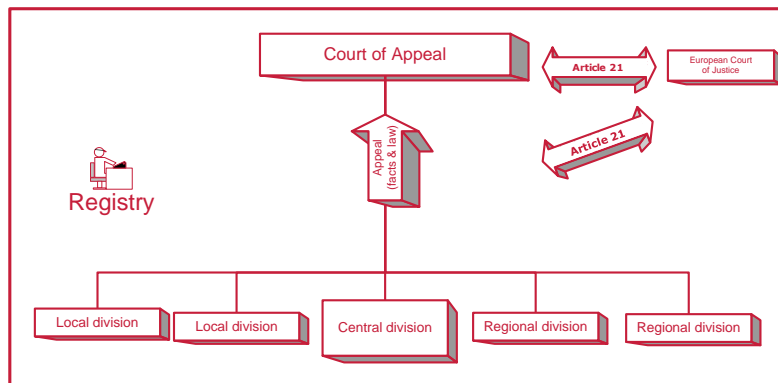 Court of Appeal
Article 21
European Court
of Justice
Article 21
Appeal
(facts & law)
Registry
Local division
Local division
Central division
Regional division
Regional division